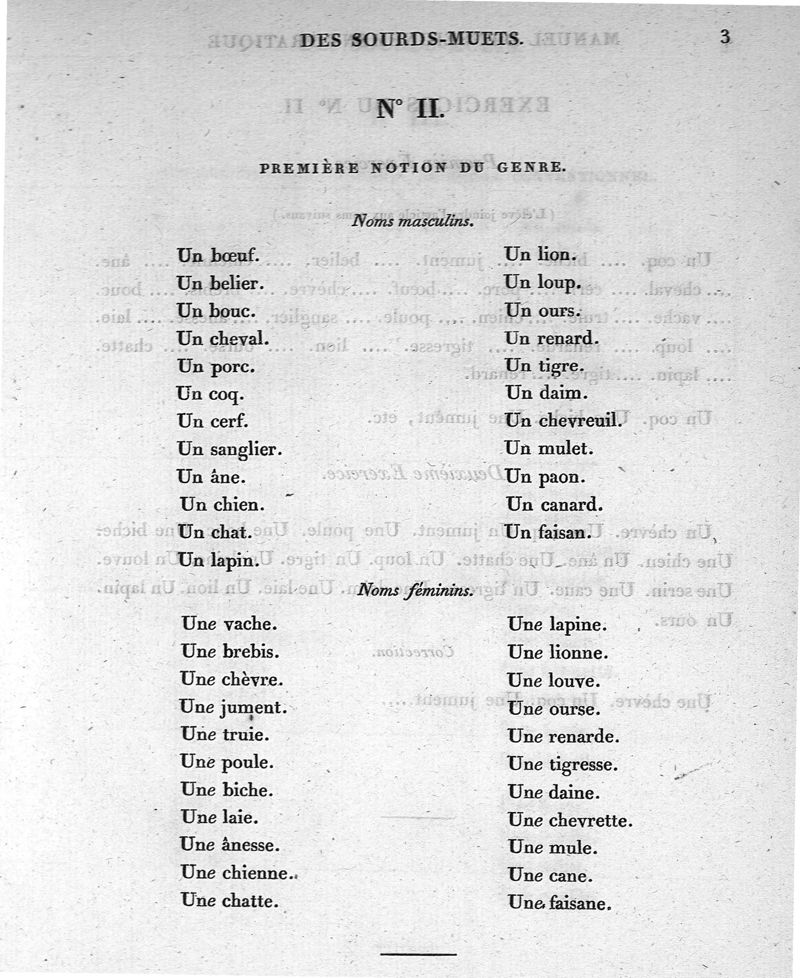 DES SOURDS-MUETS. 3
N° II.
PREMIÈRE NOTION DU GENRE.
Noms masculins.
Un bœuf.
Un belier.
Un bouc.
Un cheval.
Un porc.
Un coq.
Un cerf.
Un sanglier.
Un âne.
Un chien.
Un chat.
Un lapin.
Un lion.
Un loup.
Un ours.
Un renard.
Un tigre.
Un daim.
Un chevreuil.
Un mulet.
Un paon.
Un canard.
Un faisan.
Noms féminins.
Une vache.
Une brebis.
Une chèvre.
Une jument.
Une truie.
Une poule.
Une biche.
Une laie.
Une ânesse.
Une chienne.
Une chatte.
Une lapine.
Une lionne.
Une louve.
Une ourse.
Une renarde.
Une tigresse.
Une daine.
Une chevrette.
Une mule.
Une cane.
Une faisane.